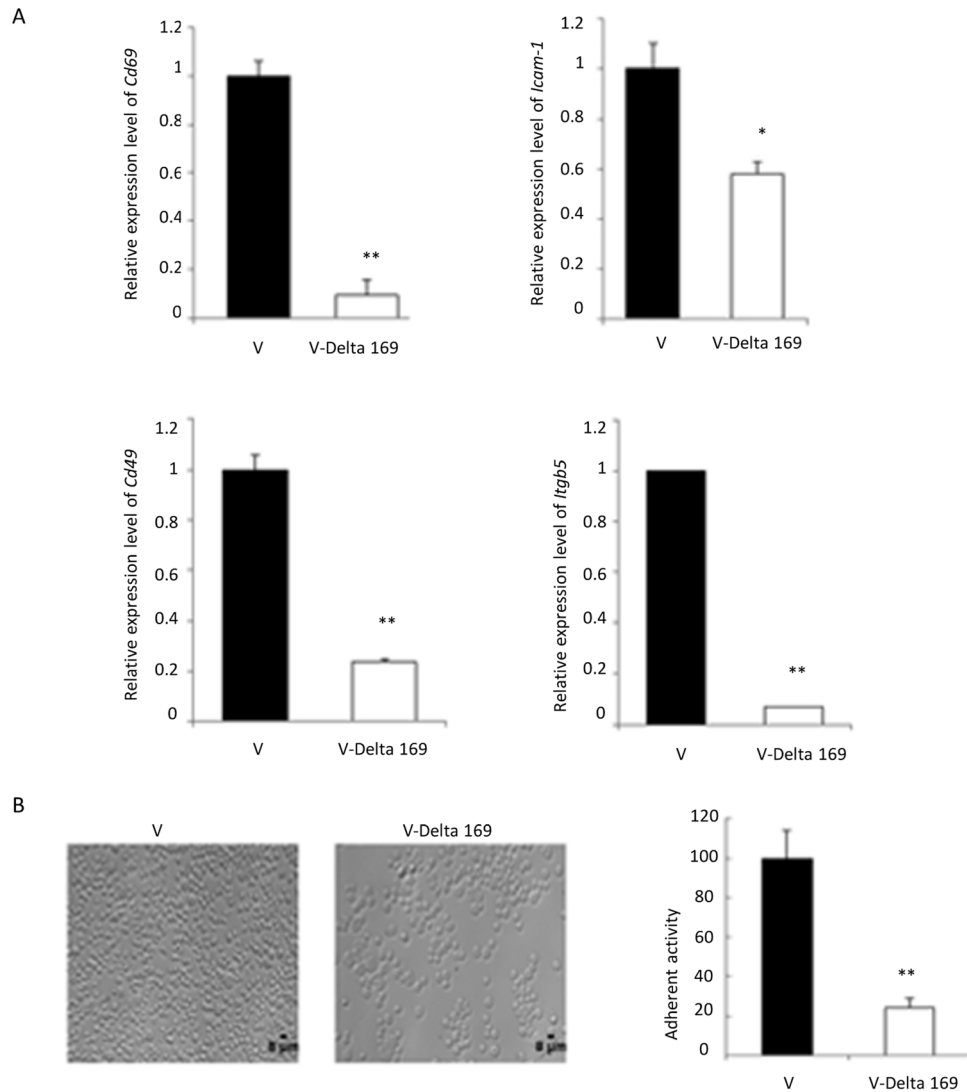 A
Relative expression level of Cd69
1.2
1
0.8
0.6
0.4
0.2
0
**
V
V-Delta 169
Relative expression level of Icam-1
1.2
1
0.8
0.6
0.4
0.2
0
*
V
V-Delta 169
Relative expression level of Cd49
1.2
1
0.8
0.6
0.4
0.2
0
**
V
V-Delta 169
Relative expression level of Itgb5
1.2
1
0.8
0.6
0.4
0.2
0
**
V
V-Delta 169
B
V
8 µm
V-Delta 169
8 µm
Adherent activity
120
100
80
60
40
20
0
**
V
V-Delta 169